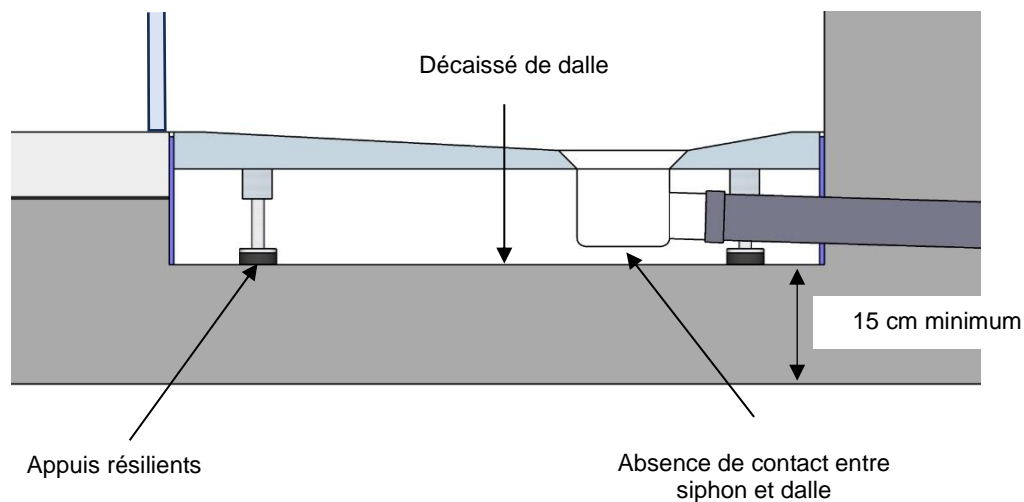 Décaissé de dalle
15 cm minimum
Appuis résilients
Absence de contact entre
siphon et dalle